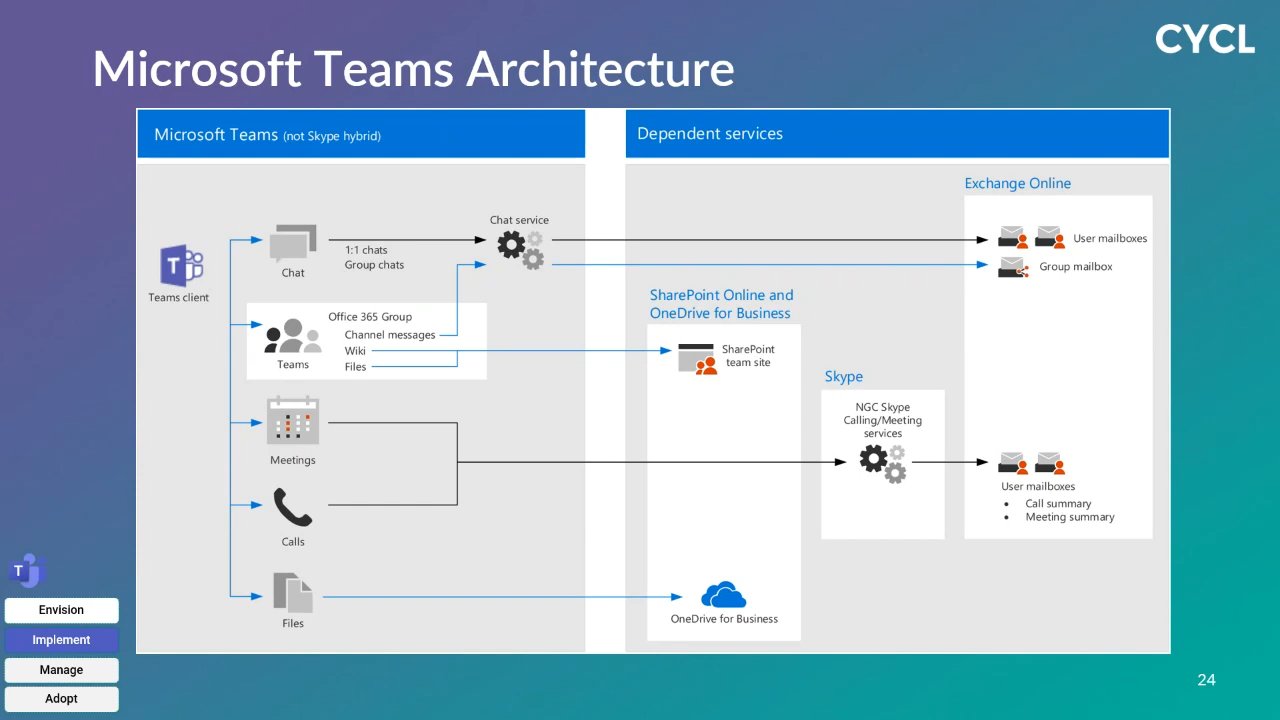 CYCL
Microsoft Teams Architecture
Microsoft Teams (not Skype hybrid)
Dependent services
Exchange Online
Chat service
1:1 chats
Group chats
Chat
User mailboxes
Group mailbox
T
Teams client
SharePoint Online and
OneDrive for Business
Office 365 Group
Channel messages
Wiki
Files
Teams
SharePoint
team site
Skype
NGC Skype
Calling/Meeting
services
Meetings
User mailboxes
• Call summary
• Meeting summary
Calls
OneDrive for Business
Files
T
Envision
Implement
Manage
Adopt
24